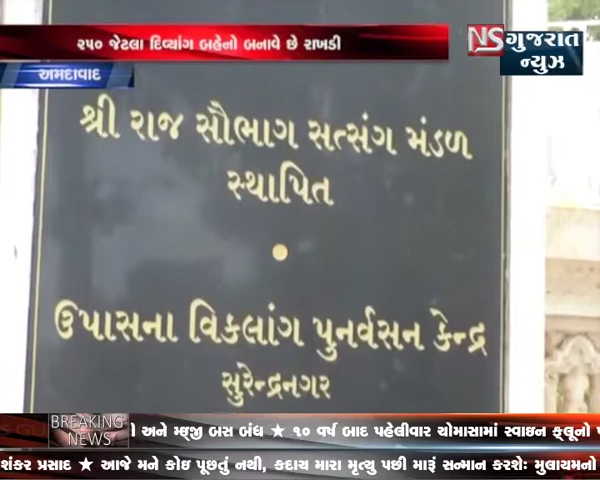 ૨૫૦ જેટલા દિવ્યાંગ બહેનો બનાવે છે રાખડી
NS ગુજરાત
ન્યુઝ
અમદાવાદ
શ્રી રાજ સૌભાગ સત્સંગ મંડળ
સ્થાપિત
ઉપાસના વિકલાંગ પુનર્વસન કેન્દ્ર
સુરેન્દ્રનગર
BREAKING
NEWS
ી અને મ્હ્જી બસ બંધ ★ ૧૦ વર્ષ બાદ પહેલીવાર ચોમાસામાં સ્વાઇન ફ્લૂનો
શંકર પ્રસાદ ★ આજે મને કોઇ પૂછતું નથી, કદાચ મારા મૃત્યુ પછી મારૂં સન્માન કરશેઃ મુલાયમનો